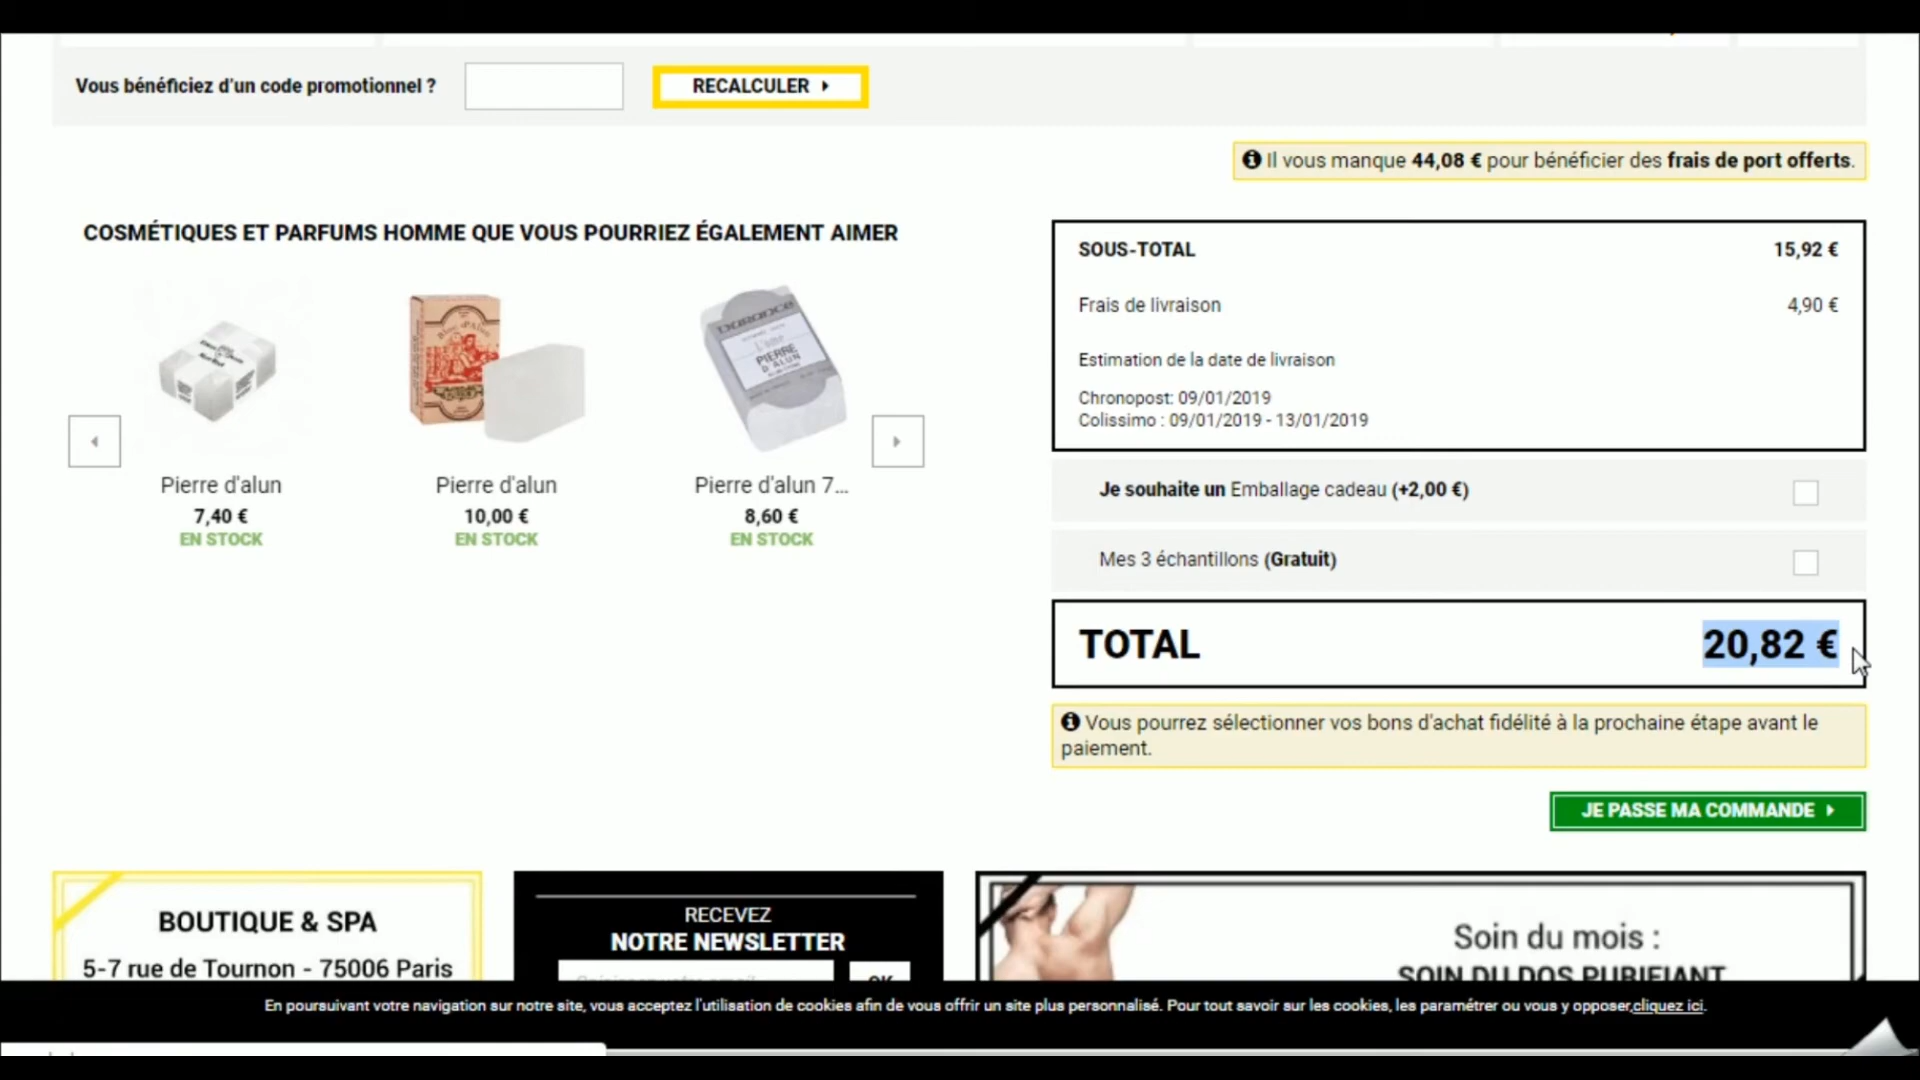 Vous bénéficiez d'un code promotionnel ?
RECALCULER
Il vous manque 44,08 € pour bénéficier des frais de port offerts.
COSMÉTIQUES ET PARFUMS HOMME QUE VOUS POURRIEZ ÉGALEMENT AIMER
Pierre d'alun
7,40 €
EN STOCK
Pierre d'alun
10,00 €
EN STOCK
DURANCE
PIERRE
D'ALUN
Pierre d'alun 7...
8,60 €
EN STOCK
SOUS-TOTAL 15,92 €
Frais de livraison 4,90 €
Estimation de la date de livraison
Chronopost: 09/01/2019
Colissimo : 09/01/2019 - 13/01/2019
Je souhaite un Emballage cadeau (+2,00 €)
Mes 3 échantillons (Gratuit)
TOTAL 20,82 €
Vous pourrez sélectionner vos bons d'achat fidélité à la prochaine étape avant le
paiement.
JE PASSE MA COMMANDE
BOUTIQUE & SPA
5-7 rue de Tournon - 75006 Paris
RECEVEZ
NOTRE NEWSLETTER
OK
Soin du mois :
SOIN DU DOS PURIFIANT
En poursuivant votre navigation sur notre site, vous acceptez l'utilisation de cookies afin de vous offrir un site plus personnalisé. Pour tout savoir sur les cookies, les paramétrer ou vous y opposer,cliquez ici.